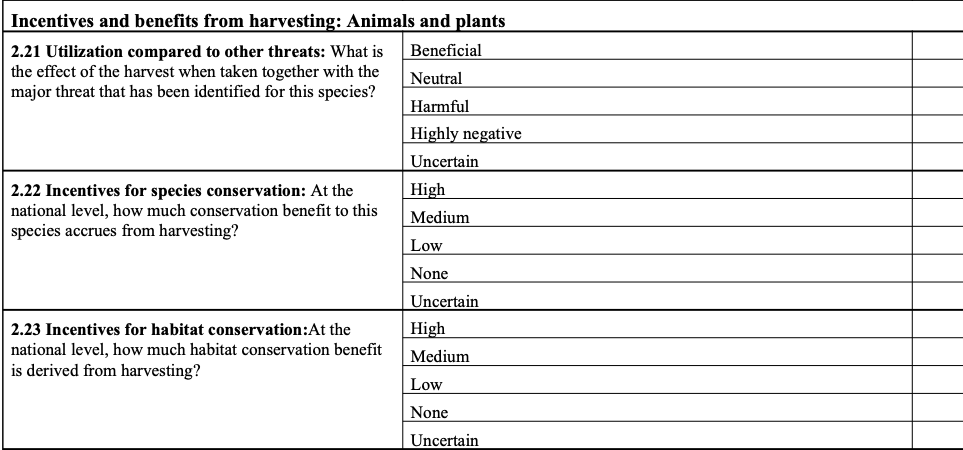 Incentives and benefits from harvesting: Animals and plants
2.21 Utilization compared to other threats: What is
the effect of the harvest when taken together with the
major threat that has been identified for this species?
Beneficial
Neutral
Harmful
Highly negative
Uncertain
2.22 Incentives for species conservation: At the
national level, how much conservation benefit to this
species accrues from harvesting?
High
Medium
Low
None
Uncertain
2.23 Incentives for habitat conservation:At the
national level, how much habitat conservation benefit
is derived from harvesting?
High
Medium
Low
None
Uncertain